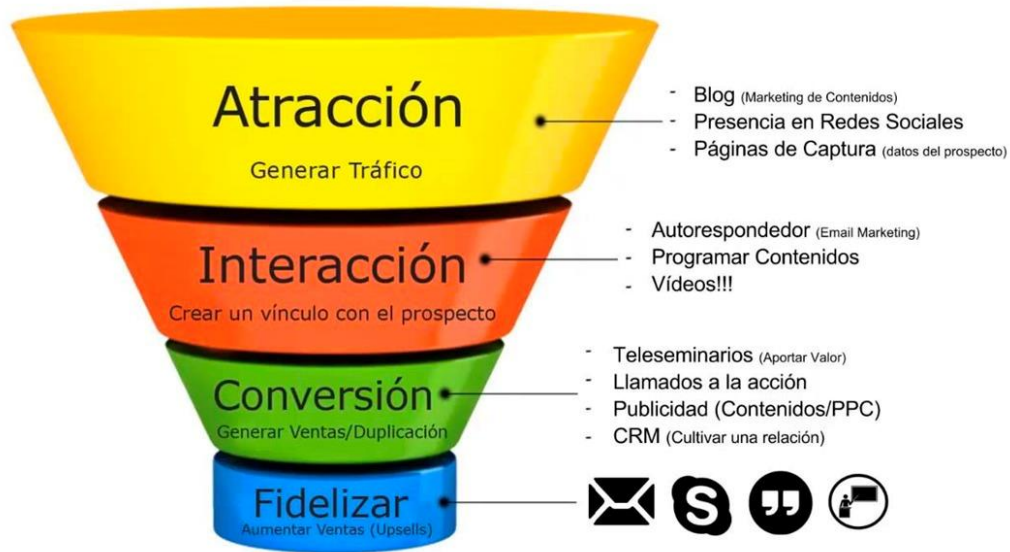 Atracción
Generar Tráfico
- Blog (Marketing de Contenidos)
- Presencia en Redes Sociales
- Páginas de Captura (datos del prospecto)
Interacción
Crear un vínculo con el prospecto
- Autorespondedor (Email Marketing)
- Programar Contenidos
- Vídeos!!!
Conversión
Generar Ventas/Duplicación
- Teleseminarios (Aportar Valor)
- Llamados a la acción
- Publicidad (Contenidos/PPC)
- CRM (Cultivar una relación)
Fidelizar
Aumentar Ventas (Upsells)